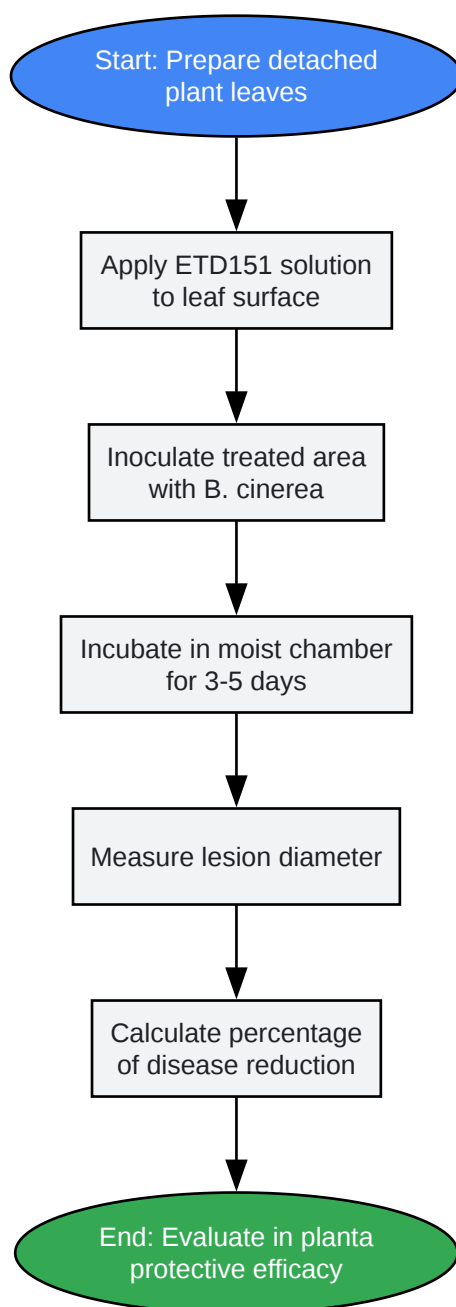 Start: Prepare detached
plant leaves
Apply ETD151 solution
to leaf surface
Inoculate treated area
with B. cinerea
Incubate in moist chamber
for 3-5 days
Measure lesion diameter
Calculate percentage
of disease reduction
End: Evaluate in planta
protective efficacy